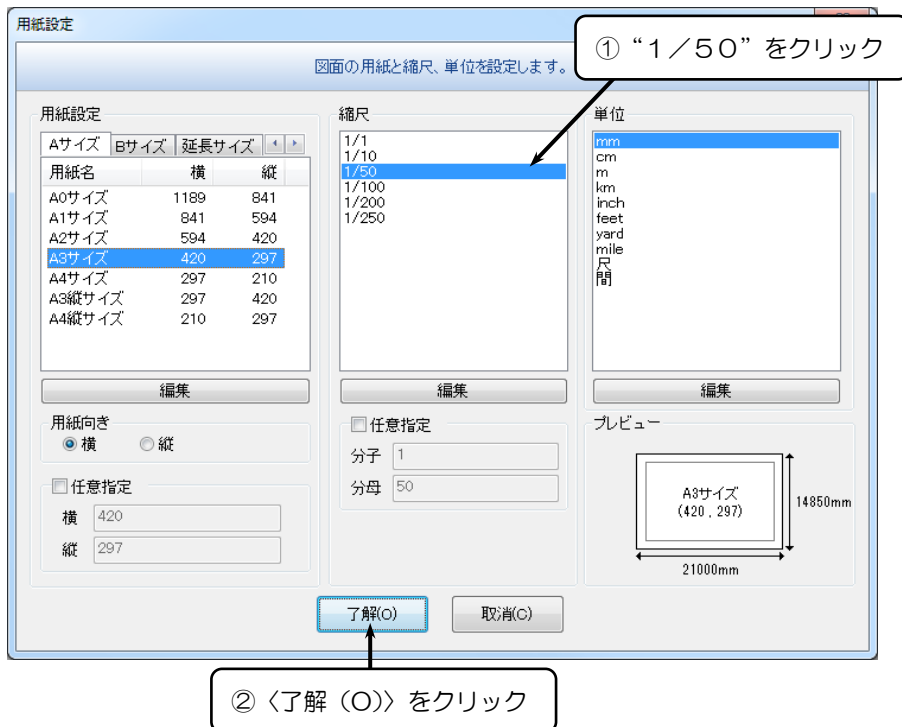 用紙設定
① “1／50”をクリック
図面の用紙と縮尺、単位を設定します。
用紙設定
Aサイズ Bサイズ 延長サイズ
用紙名 横 縦
A0サイズ 1189 841
A1サイズ 841 594
A2サイズ 594 420
A3サイズ 420 297
A4サイズ 297 210
A3縦サイズ 297 420
A4縦サイズ 210 297
編集
用紙向き
横 縦
任意指定
横 420
縦 297
縮尺
1/1
1/10
1/50
1/100
1/200
1/250
編集
任意指定
分子 1
分母 50
単位
mm
cm
m
km
inch
feet
yard
mile
尺
間
編集
プレビュー
A3サイズ
(420 , 297)
14850mm
21000mm
了解(O) 取消(C)
② 〈了解（O）〉をクリック